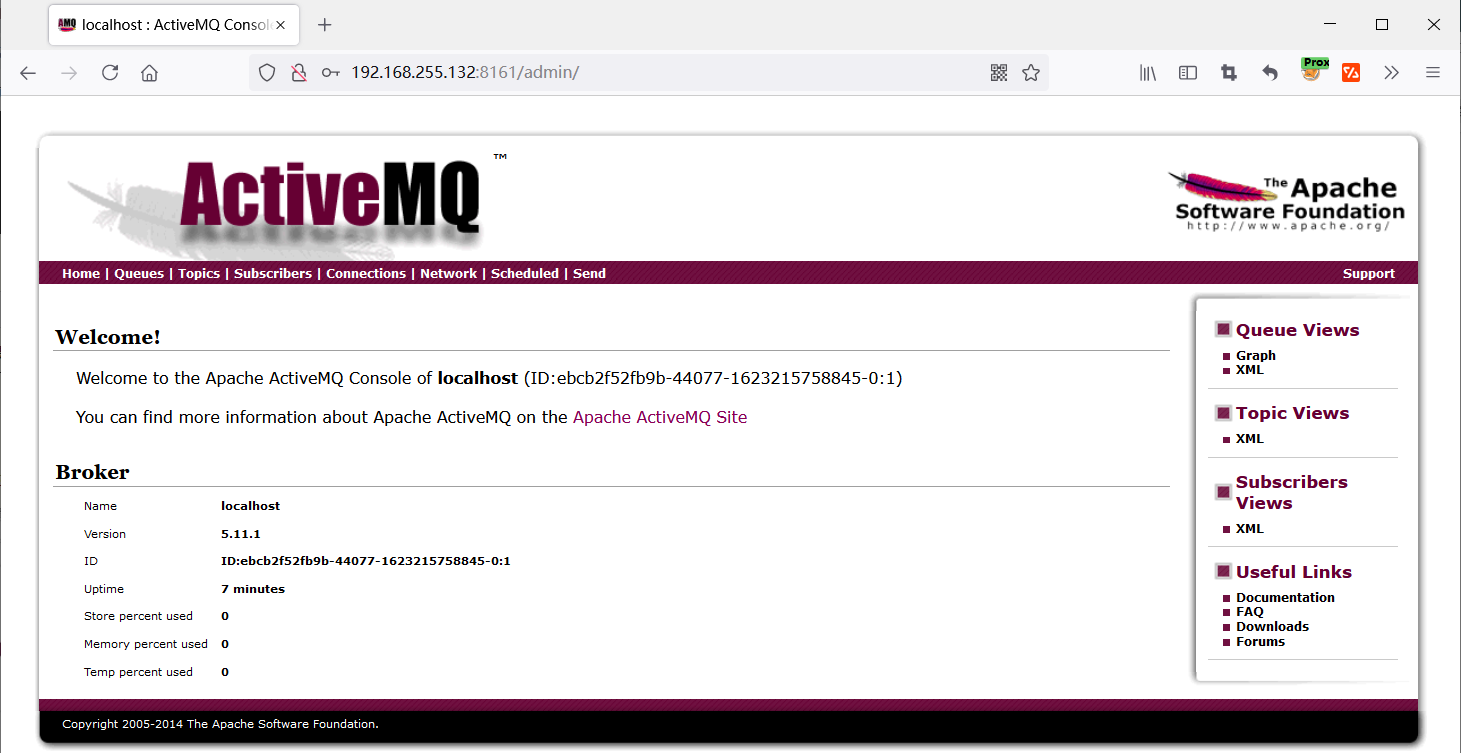 localhost : ActiveMQ Consol
Prox
192.168.255.132:8161/admin/
ActiveMQ ™
The Apache
Software Foundation
http://www.apache.org/
Home | Queues | Topics | Subscribers | Connections | Network | Scheduled | Send
Support
Welcome!
Welcome to the Apache ActiveMQ Console of localhost (ID:ebcb2f52fb9b-44077-1623215758845-0:1)
You can find more information about Apache ActiveMQ on the Apache ActiveMQ Site
Broker
Name localhost
Version 5.11.1
ID ID:ebcb2f52fb9b-44077-1623215758845-0:1
Uptime 7 minutes
Store percent used 0
Memory percent used 0
Temp percent used 0
Queue Views
Graph
XML
Topic Views
XML
Subscribers
Views
XML
Useful Links
Documentation
FAQ
Downloads
Forums
Copyright 2005-2014 The Apache Software Foundation.